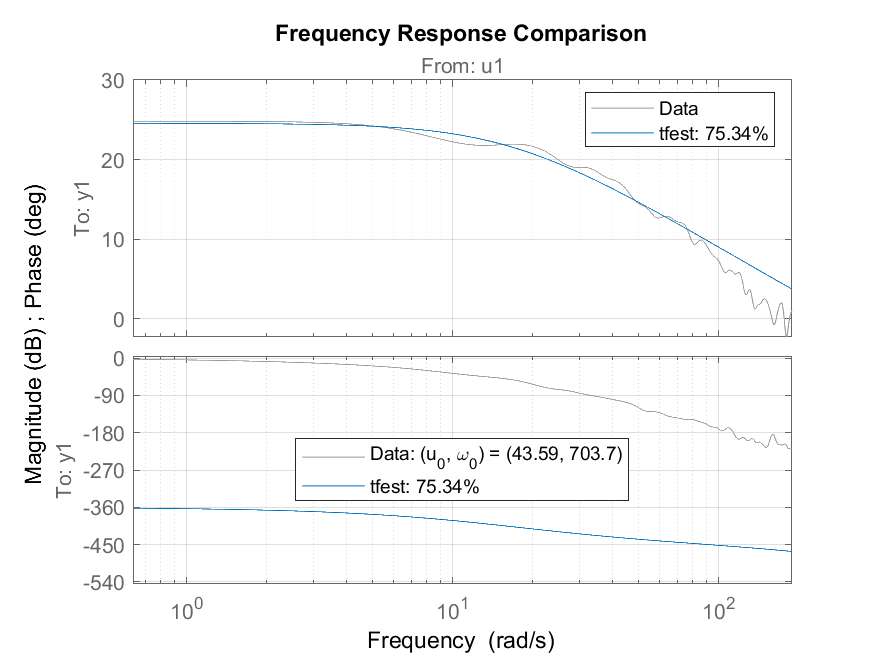 Frequency Response Comparison
From: u1
Magnitude (dB) ; Phase (deg)
To: y1
30
20
10
0
Data
tfest: 75.34%
To: y1
0
-90
-180
-270
-360
-450
-540
Data: (u0, ω0) = (43.59, 703.7)
tfest: 75.34%
10^0 10^1 10^2
Frequency (rad/s)